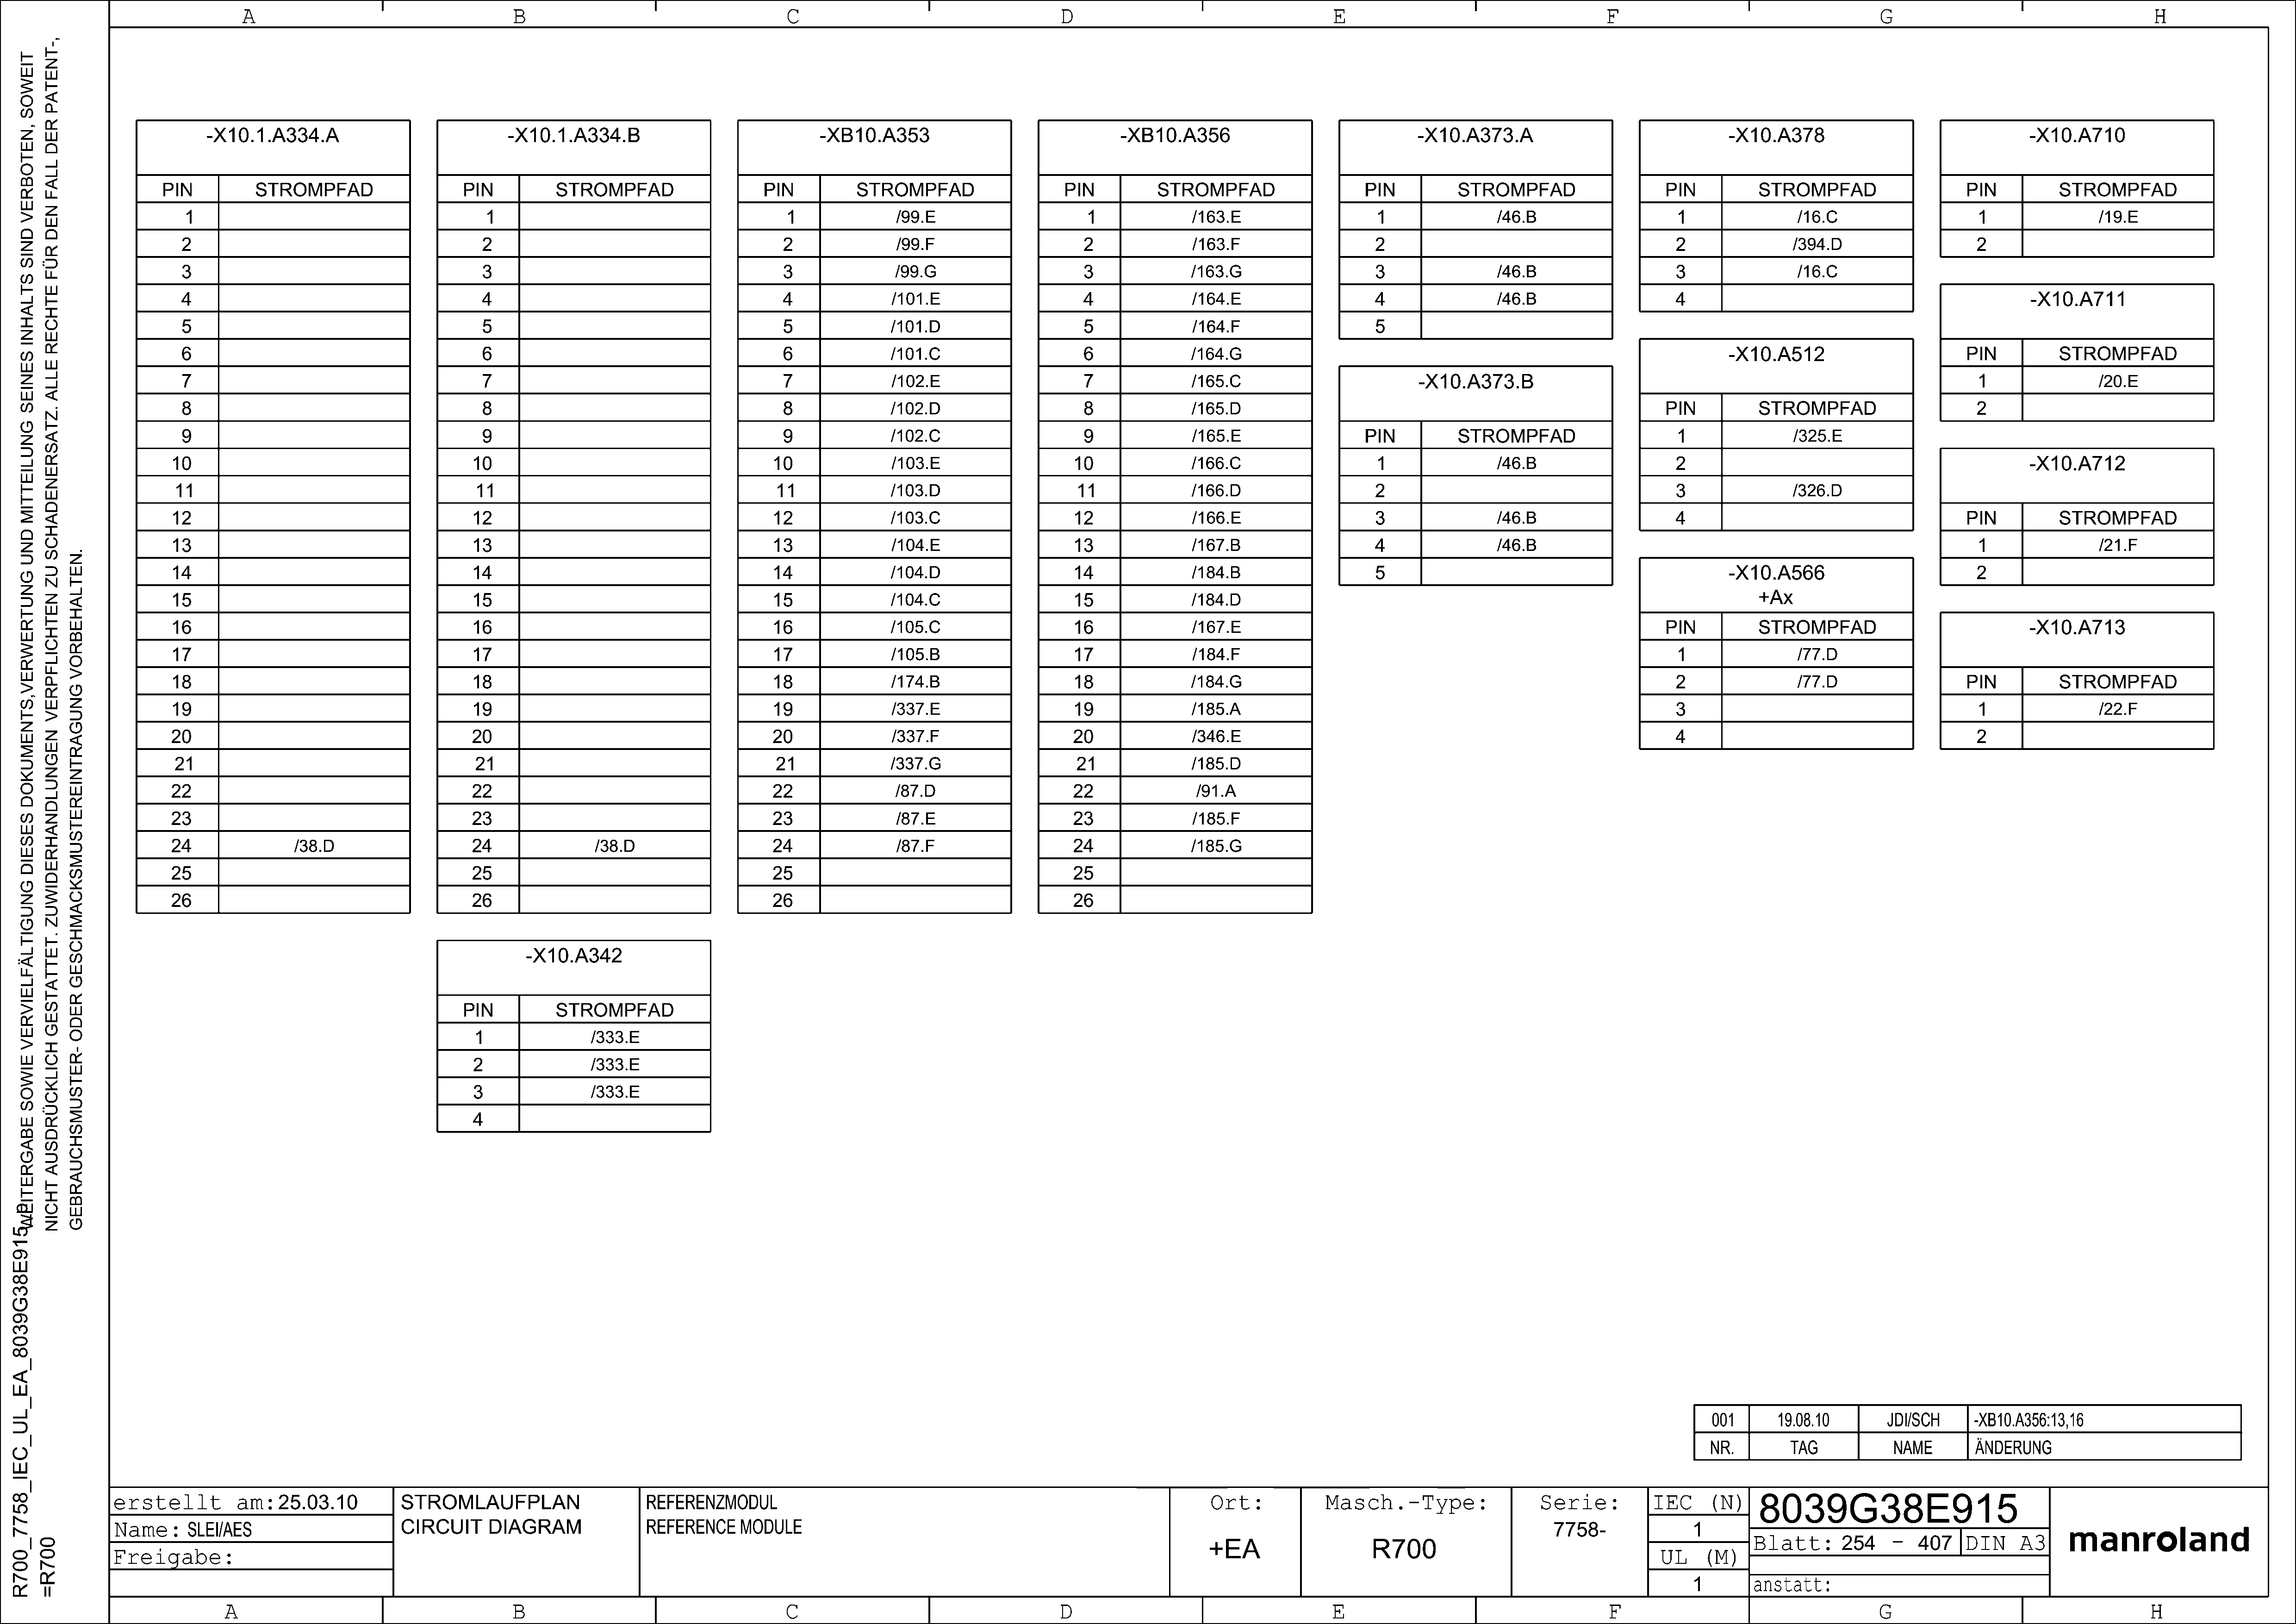 A B C D E F G H
WEITERGABE SOWIE VERVIELFÄLTIGUNG DIESES DOKUMENTS,VERWERTUNG UND MITTEILUNG SEINES INHALTS SIND VERBOTEN, SOWEIT
NICHT AUSDRÜCKLICH GESTATTET. ZUWIDERHANDLUNGEN VERPFLICHTEN ZU SCHADENERSATZ. ALLE RECHTE FÜR DEN FALL DER PATENT-,
GEBRAUCHSMUSTER- ODER GESCHMACKSMUSTEREINTRAGUNG VORBEHALTEN.
-X10.1.A334.A
PIN STROMPFAD
1
2
3
4
5
6
7
8
9
10
11
12
13
14
15
16
17
18
19
20
21
22
23
24 /38.D
25
26
-X10.1.A334.B
PIN STROMPFAD
1
2
3
4
5
6
7
8
9
10
11
12
13
14
15
16
17
18
19
20
21
22
23
24 /38.D
25
26
-X10.A342
PIN STROMPFAD
1 /333.E
2 /333.E
3 /333.E
4
-XB10.A353
PIN STROMPFAD
1 /99.E
2 /99.F
3 /99.G
4 /101.E
5 /101.D
6 /101.C
7 /102.E
8 /102.D
9 /102.C
10 /103.E
11 /103.D
12 /103.C
13 /104.E
14 /104.D
15 /104.C
16 /105.C
17 /105.B
18 /174.B
19 /337.E
20 /337.F
21 /337.G
22 /87.D
23 /87.E
24 /87.F
25
26
-XB10.A356
PIN STROMPFAD
1 /163.E
2 /163.F
3 /163.G
4 /164.E
5 /164.F
6 /164.G
7 /165.C
8 /165.D
9 /165.E
10 /166.C
11 /166.D
12 /166.E
13 /167.B
14 /184.B
15 /184.D
16 /167.E
17 /184.F
18 /184.G
19 /185.A
20 /346.E
21 /185.D
22 /91.A
23 /185.F
24 /185.G
25
26
-X10.A373.A
PIN STROMPFAD
1 /46.B
2
3 /46.B
4 /46.B
5
-X10.A373.B
PIN STROMPFAD
1 /46.B
2
3 /46.B
4 /46.B
5
-X10.A378
PIN STROMPFAD
1 /16.C
2 /394.D
3 /16.C
4
-X10.A512
PIN STROMPFAD
1 /325.E
2
3 /326.D
4
-X10.A566
+Ax
PIN STROMPFAD
1 /77.D
2 /77.D
3
4
-X10.A710
PIN STROMPFAD
1 /19.E
2
-X10.A711
PIN STROMPFAD
1 /20.E
2
-X10.A712
PIN STROMPFAD
1 /21.F
2
-X10.A713
PIN STROMPFAD
1 /22.F
2
001 19.08.10 JDI/SCH -XB10.A356:13,16
NR. TAG NAME ÄNDERUNG
R700_7758_IEC_UL_EA_8039G38E915_D
=R700
erstellt am: 25.03.10
Name: SLEI/AES
Freigabe:
STROMLAUFPLAN
CIRCUIT DIAGRAM
REFERENZMODUL
REFERENCE MODULE
Ort:
+EA
Masch.-Type:
R700
Serie:
7758-
IEC (N)
1
UL (M)
1
8039G38E915
Blatt: 254 - 407 DIN A3
anstatt:
manroland
A B C D E F G H